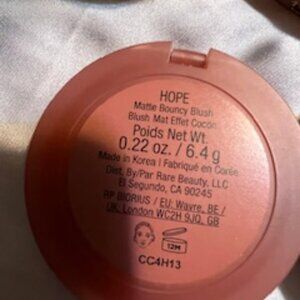 HOPE
Matte Bouncy Blush
Blush Mat Effet Cocon
Poids Net Wt.
0.22 oz. / 6.4 g
Made in Korea | Fabriqué en Corée
Dist. By/Par Rare Beauty, LLC
El Segundo, CA 90245
RP BIORIUS / EU: Wavre, BE /
UK, London WC2H 9JQ, GB
12M
CC4H13